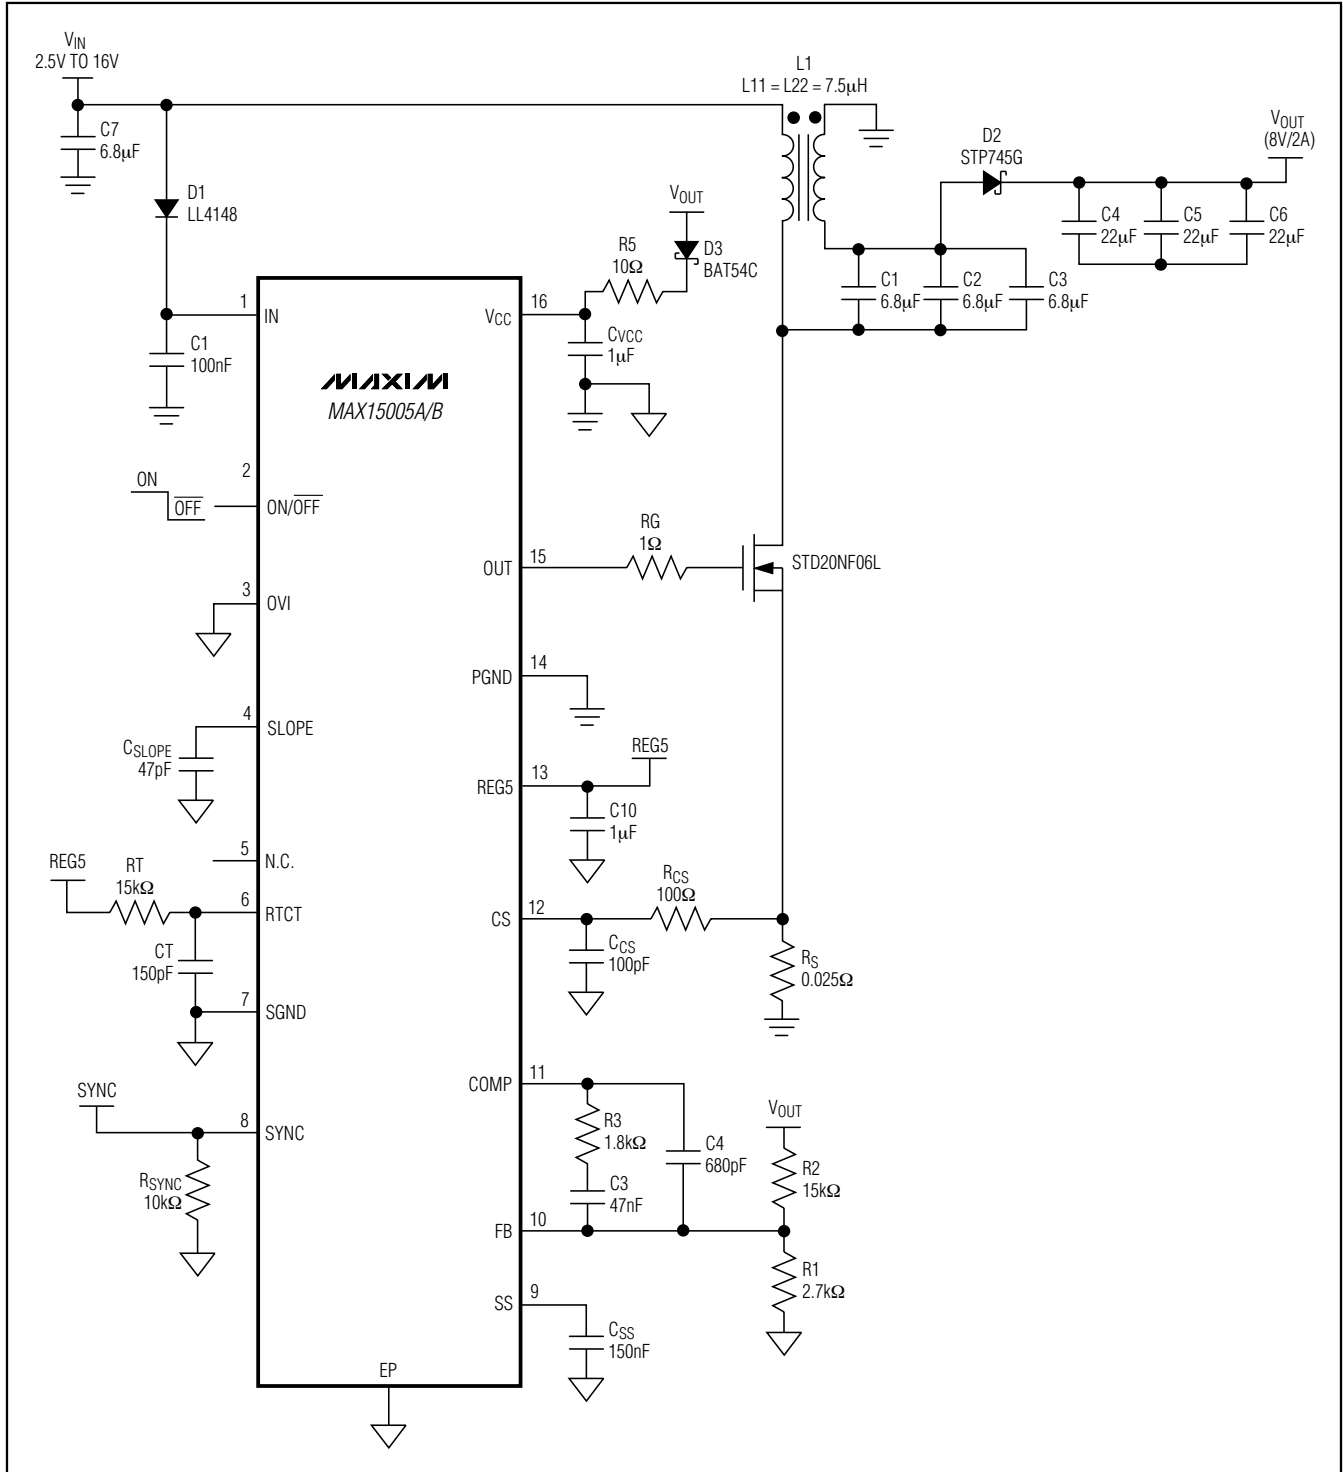 VIN
2.5V TO 16V
C7
6.8µF
D1
LL4148
C1
100nF
L1
L11 = L22 = 7.5µH
D2
STP745G
VOUT
(8V/2A)
C4
22µF
C5
22µF
C6
22µF
C1
6.8µF
C2
6.8µF
C3
6.8µF
VOUT
R5
10Ω
D3
BAT54C
CVCC
1µF
MAXIM
MAX15005A/B
1
IN
2
ON
OFF
ON/OFF
3
OVI
4
SLOPE
CSLOPE
47pF
5
N.C.
REG5
RT
15kΩ
6
RTCT
CT
150pF
7
SGND
SYNC
8
SYNC
RSYNC
10kΩ
EP
16
VCC
15
OUT
RG
1Ω
STD20NF06L
14
PGND
13
REG5
REG5
C10
1µF
12
CS
RCS
100Ω
CCS
100pF
RS
0.025Ω
11
COMP
R3
1.8kΩ
C3
47nF
C4
680pF
VOUT
R2
15kΩ
10
FB
R1
2.7kΩ
9
SS
CSS
150nF